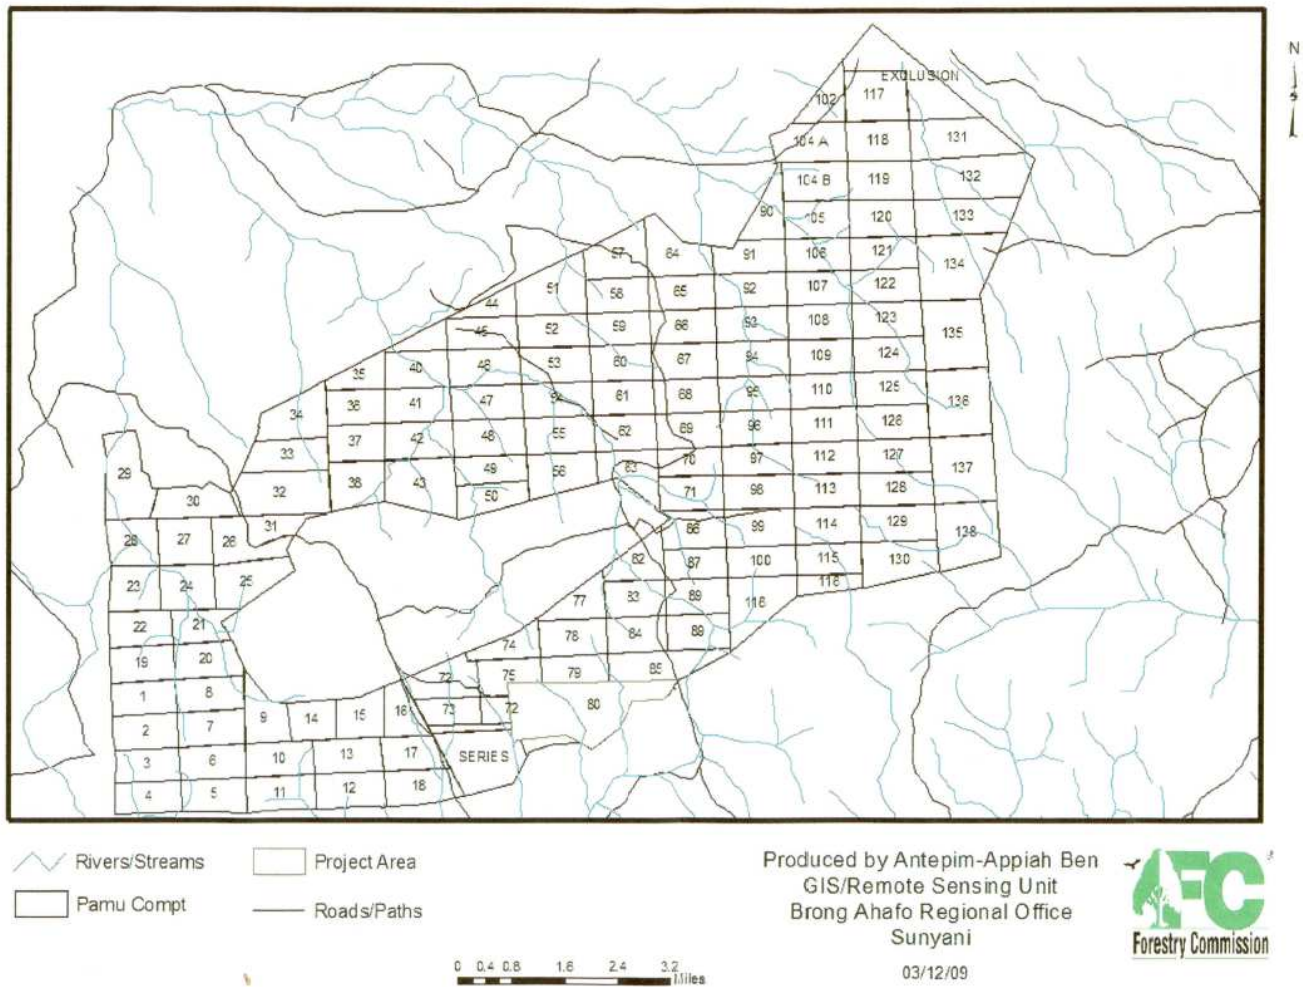 N
EXCLUSION
102 117
104 A 118 131
104 B 119 132
90 105 120 133
57 64 91 106 121 134
44 51 58 65 92 107 122
45 52 59 66 93 108 123 135
35 40 46 53 60 67 94 109 124
34 36 41 47 54 61 68 95 110 125 136
33 37 42 48 55 62 69 96 111 126
29 32 38 43 49 56 63 70 97 112 127 137
30 50 71 98 113 128
31 86 99 114 129 138
26 27 28 82 87 100 115 130
23 24 25 77 83 89 116 116
22 21 74 78 84 88
19 20 72 75 79 85
1 8 73 72 80
2 7 9 14 15 16
3 6 10 13 17 SERIES
4 5 11 12 18
Rivers/Streams
Project Area
Pamu Compt
Roads/Paths
0 0.4 0.8 1.6 2.4 3.2
Miles
Produced by Antepim-Appiah Ben
GIS/Remote Sensing Unit
Brong Ahafo Regional Office
Sunyani
03/12/09
FC
Forestry Commission